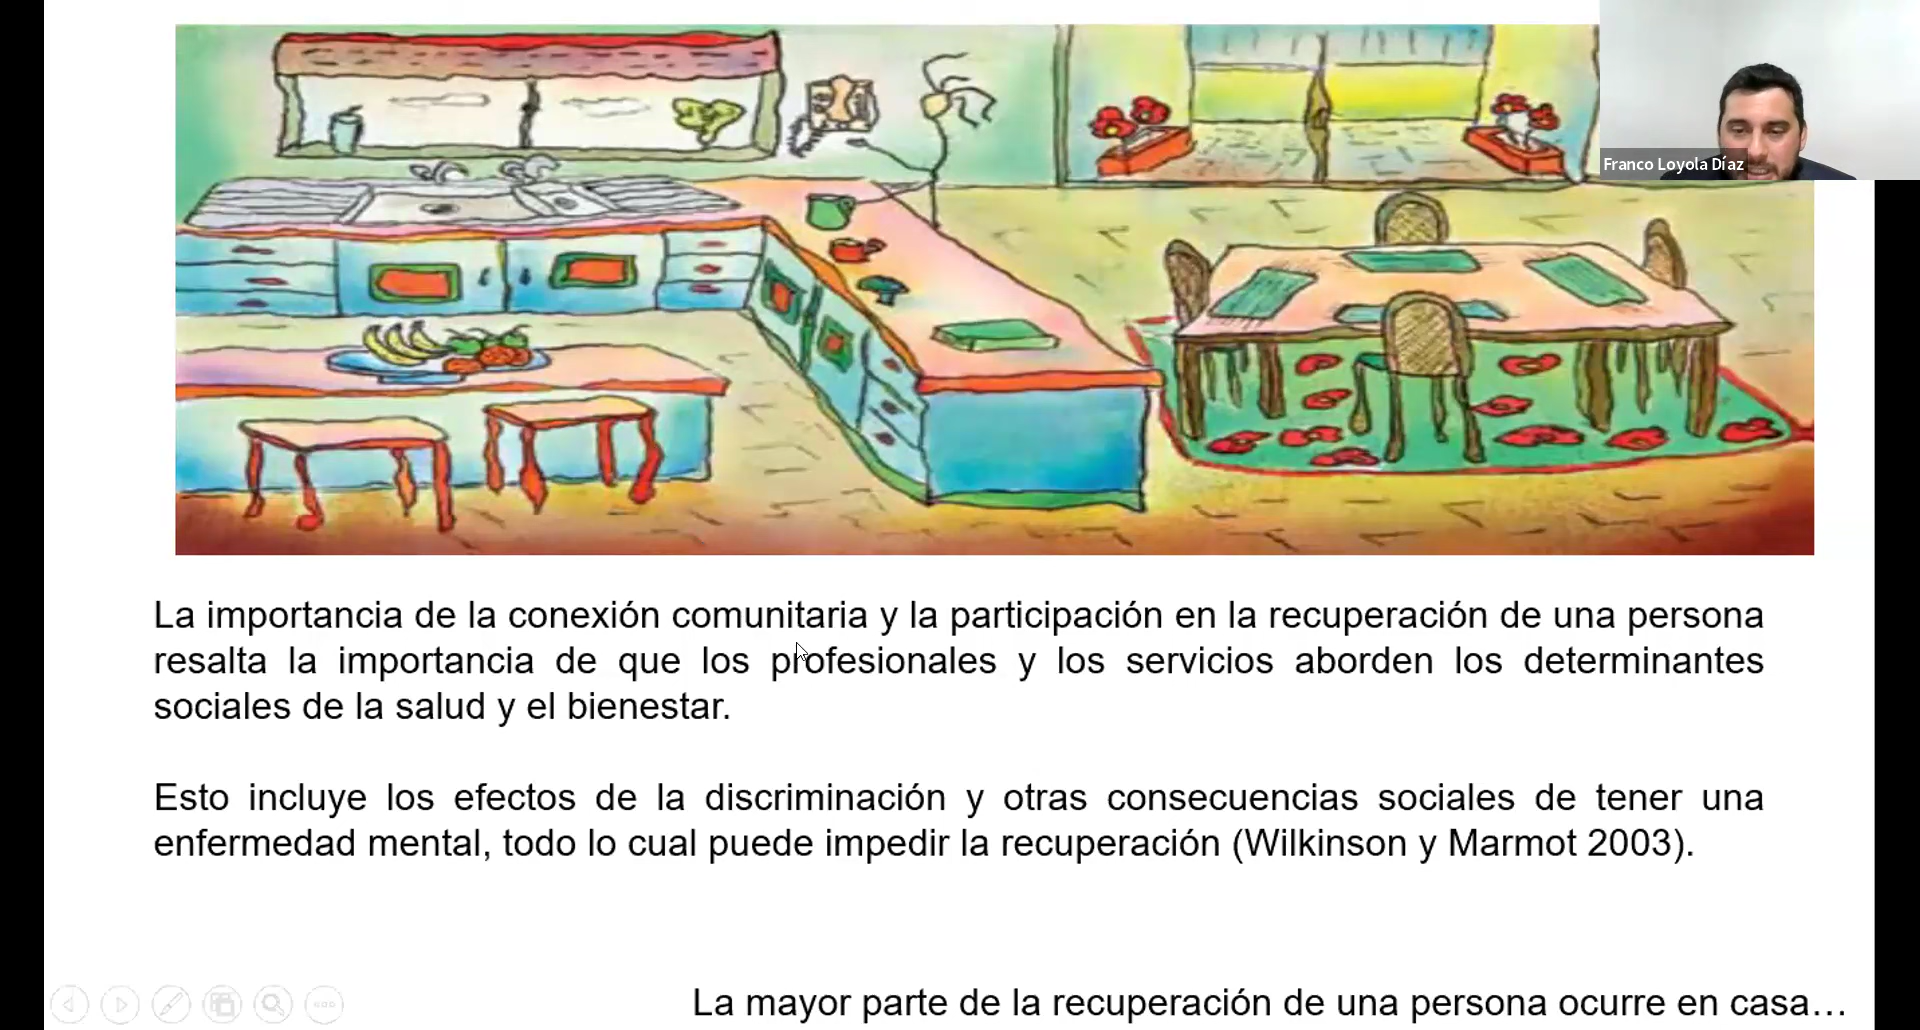 Franco Loyola Díaz
La importancia de la conexión comunitaria y la participación en la recuperación de una persona
resalta la importancia de que los profesionales y los servicios aborden los determinantes
sociales de la salud y el bienestar.
Esto incluye los efectos de la discriminación y otras consecuencias sociales de tener una
enfermedad mental, todo lo cual puede impedir la recuperación (Wilkinson y Marmot 2003).
La mayor parte de la recuperación de una persona ocurre en casa…